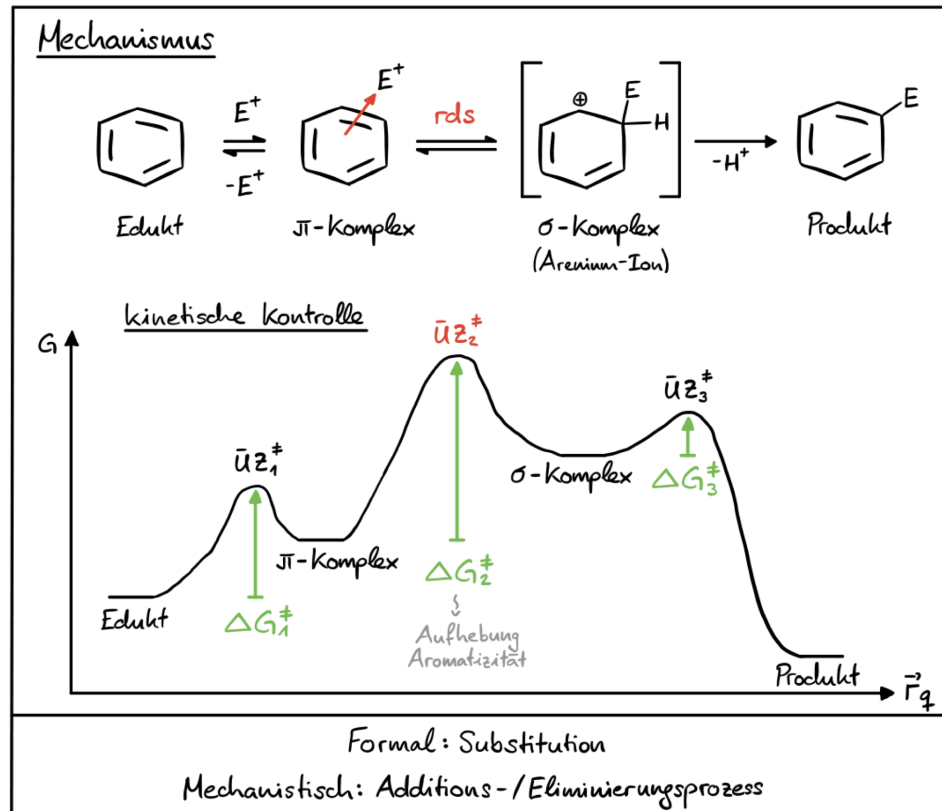 Mechanismus
E⁺
-E⁺
E⁺
rds
⊕
E
H
-H⁺
E
Edukt
π-Komplex
σ-Komplex
(Arenium-Ion)
Produkt
kinetische Kontrolle
G
ÜZ₁‡
ÜZ₂‡
ÜZ₃‡
Edukt
π-Komplex
σ-Komplex
Produkt
ΔG₁‡
ΔG₂‡
ΔG₃‡
Aufhebung
Aromatizität
r⃗q
Formal: Substitution
Mechanistisch: Additions-/Eliminierungsprozess